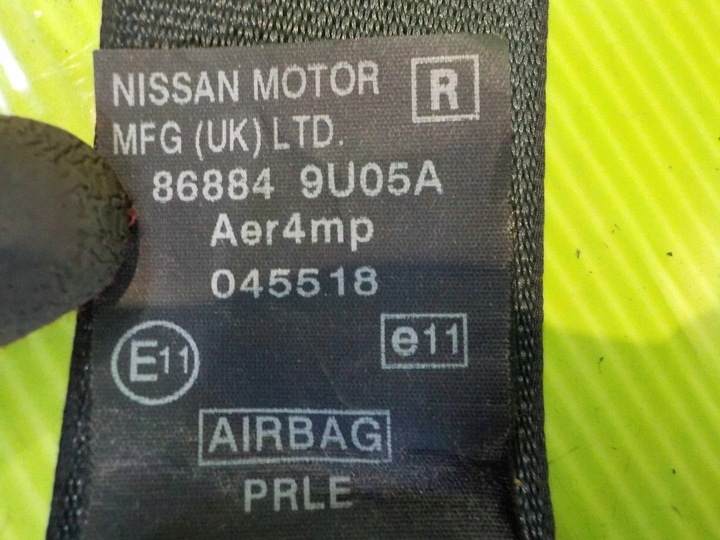 NISSAN MOTOR R
MFG (UK) LTD.
86884 9U05A
Aer4mp
045518
E11 e11
AIRBAG
PRLE